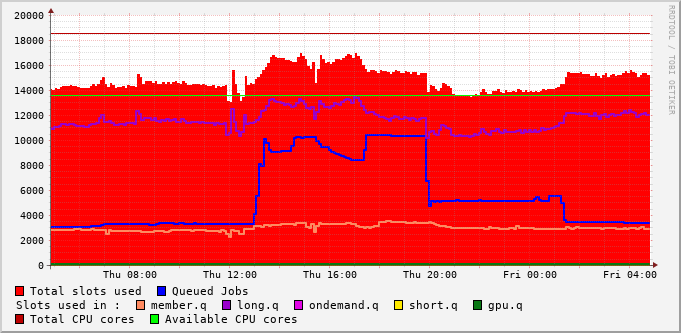 20000
18000
16000
14000
12000
10000
8000
6000
4000
2000
0
Thu 08:00 Thu 12:00 Thu 16:00 Thu 20:00 Fri 00:00 Fri 04:00
RRDTOOL / TOBI OETIKER
Total slots used Queued Jobs
Slots used in : member.q long.q ondemand.q short.q gpu.q
Total CPU cores Available CPU cores